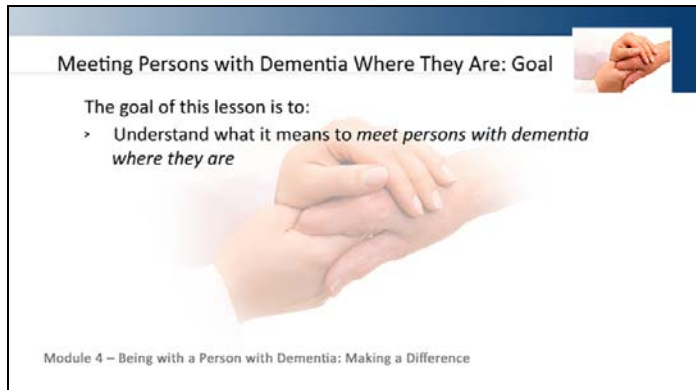 Meeting Persons with Dementia Where They Are: Goal
The goal of this lesson is to:
› Understand what it means to meet persons with dementia
where they are
Module 4 – Being with a Person with Dementia: Making a Difference